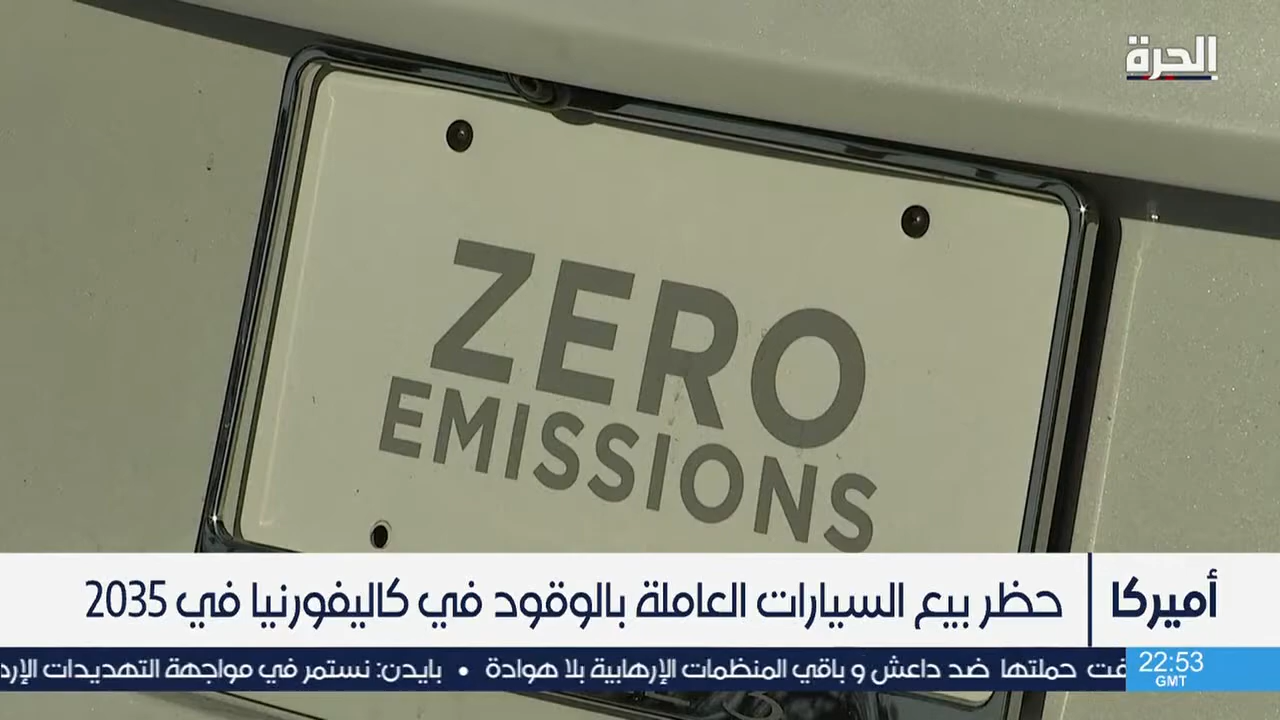 الحرة
ZERO
EMISSIONS
أميركا
حظر بيع السيارات العاملة بالوقود في كاليفورنيا في 2035
حملتها ضد داعش و باقي المنظمات الإرهابية بلا هوادة • بايدن: نستمر في مواجهة التهديدات
22:53
GMT